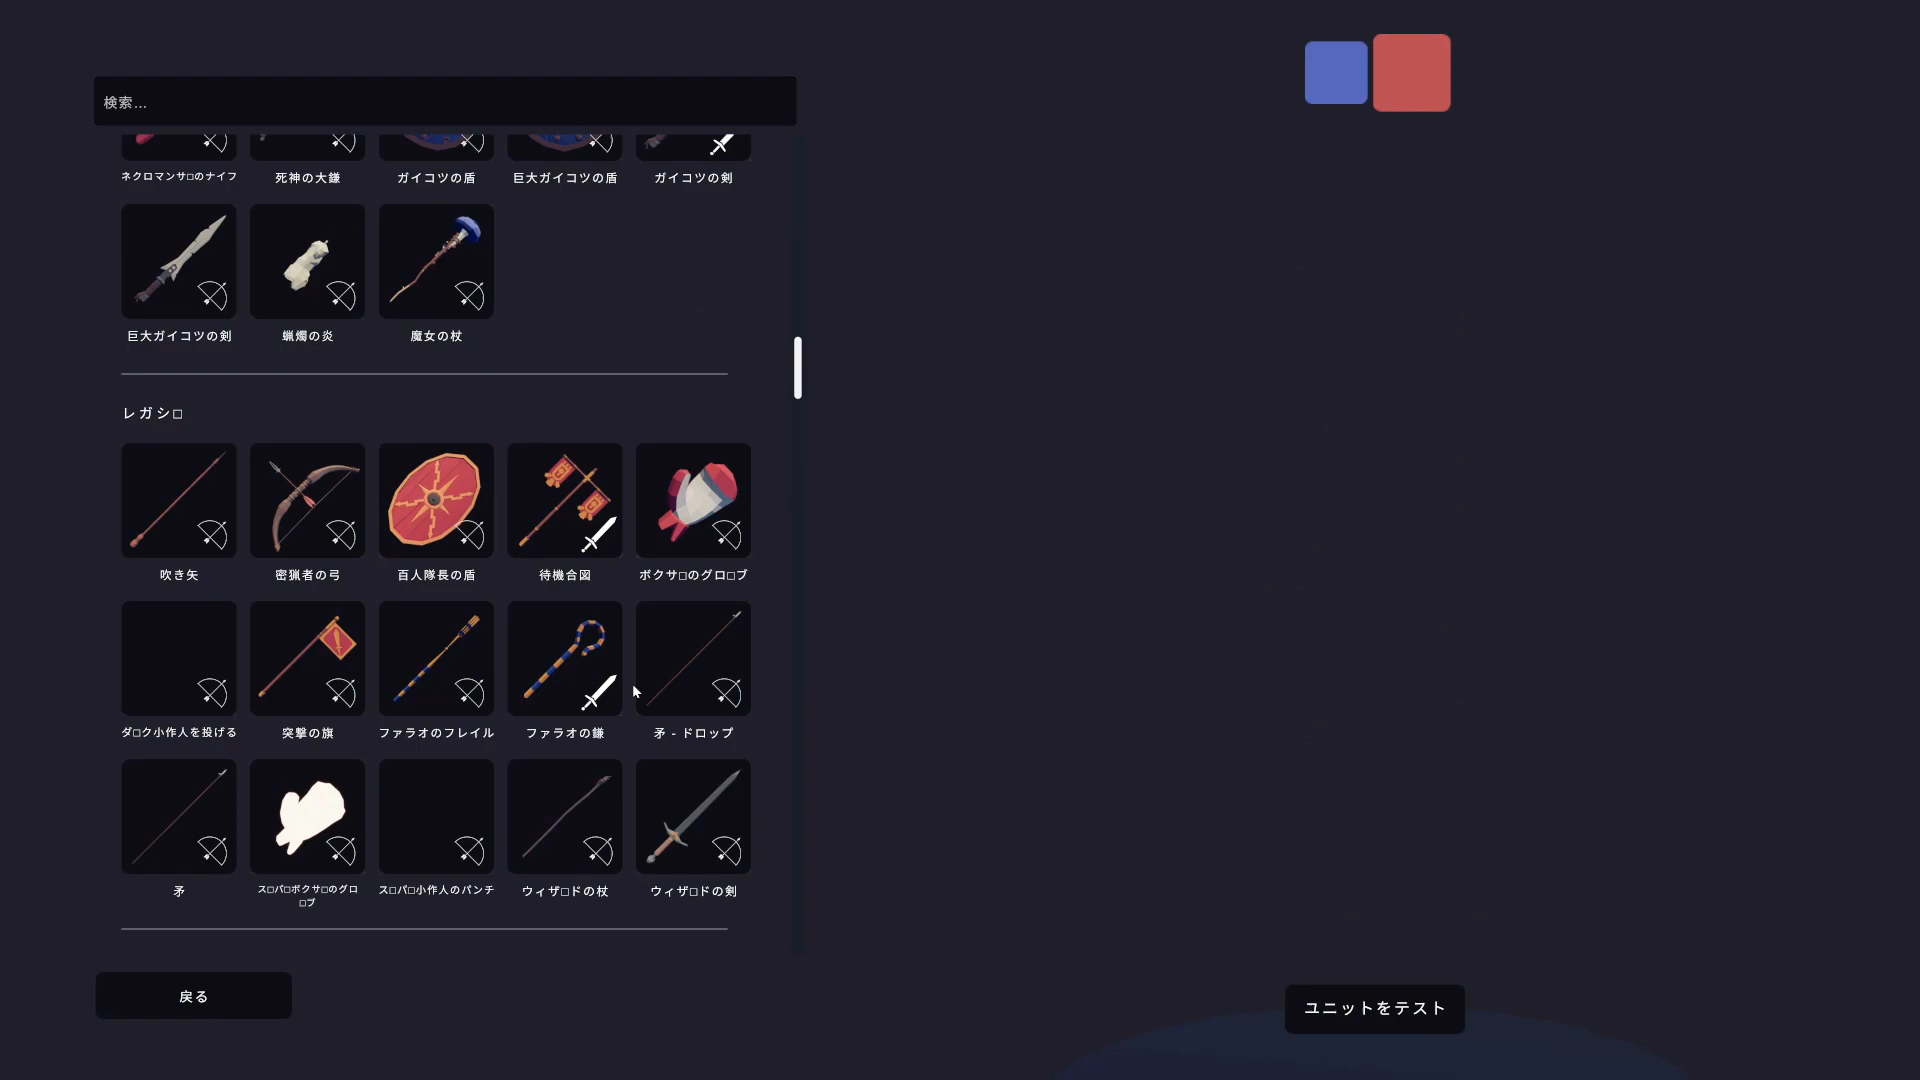 検索...
ネクロマンサ□のナイフ
死神の大鎌
ガイコツの盾
巨大ガイコツの盾
ガイコツの剣
巨大ガイコツの剣
蝋燭の炎
魔女の杖
レガシ□
吹き矢
密猟者の弓
百人隊長の盾
待機合図
ボクサ□のグロ□ブ
ダ□ク小作人を投げる
突撃の旗
ファラオのフレイル
ファラオの鎌
矛 - ドロップ
矛
ス□パ□ボクサ□のグロ
□ブ
ス□パ□小作人のパンチ
ウィザ□ドの杖
ウィザ□ドの剣
戻る
ユニットをテスト